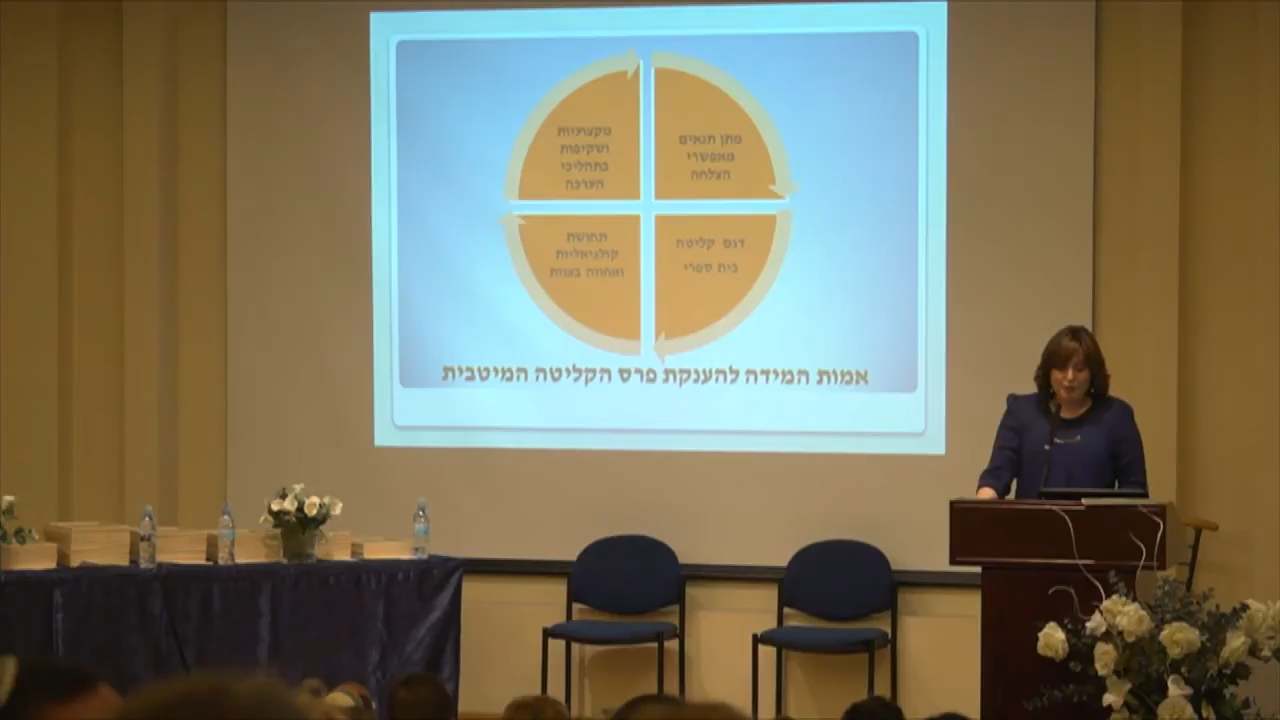 מתן תנאים
מאפשרי
הצלחה
דגם קליטה
בית ספרי
תחושת
קולגיאליות
ואחווה בצוות
מקצועיות
ושקיפות
בתהליכי
הערכה
אמות המידה להענקת פרס הקליטה המיטבית